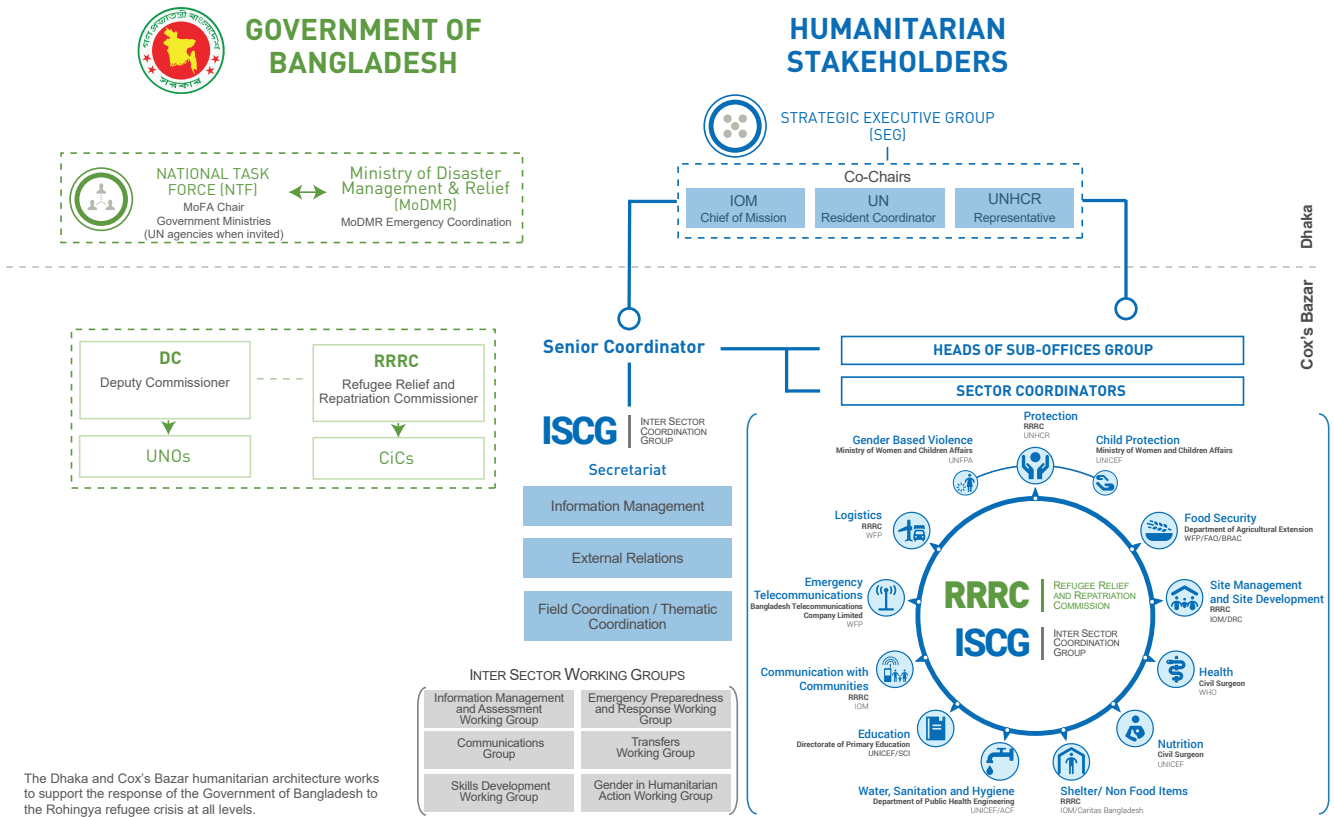 গণপ্রজাতন্ত্রী বাংলাদেশ
সরকার
GOVERNMENT OF
BANGLADESH
HUMANITARIAN
STAKEHOLDERS
STRATEGIC EXECUTIVE GROUP
(SEG)
NATIONAL TASK
FORCE (NTF)
MoFA Chair
Government Ministries
(UN agencies when invited)
Ministry of Disaster
Management & Relief
(MoDMR)
MoDMR Emergency Coordination
Co-Chairs
IOM
Chief of Mission
UN
Resident Coordinator
UNHCR
Representative
Dhaka
Cox's Bazar
DC
Deputy Commissioner
UNOs
RRRC
Refugee Relief and
Repatriation Commissioner
CiCs
Senior Coordinator
HEADS OF SUB-OFFICES GROUP
SECTOR COORDINATORS
ISCG
INTER SECTOR
COORDINATION
GROUP
Secretariat
Information Management
External Relations
Field Coordination / Thematic
Coordination
INTER SECTOR WORKING GROUPS
Information Management
and Assessment
Working Group
Emergency Preparedness
and Response Working
Group
Communications
Group
Transfers
Working Group
Skills Development
Working Group
Gender in Humanitarian
Action Working Group
Protection
RRRC
UNHCR
Gender Based Violence
Ministry of Women and Children Affairs
UNFPA
Child Protection
Ministry of Women and Children Affairs
UNICEF
Logistics
RRRC
WFP
Food Security
Department of Agricultural Extension
WFP/FAO/BRAC
Emergency
Telecommunications
Bangladesh Telecommunications
Company Limited
WFP
Site Management
and Site Development
RRRC
IOM/DRC
RRRC
REFUGEE RELIEF
AND REPATRIATION
COMMISSION
ISCG
INTER SECTOR
COORDINATION
GROUP
Communication with
Communities
RRRC
IOM
Health
Civil Surgeon
WHO
Education
Directorate of Primary Education
UNICEF/SCI
Nutrition
Civil Surgeon
UNICEF
Water, Sanitation and Hygiene
Department of Public Health Engineering
UNICEF/ACF
Shelter/ Non Food Items
RRRC
IOM/Caritas Bangladesh
The Dhaka and Cox's Bazar humanitarian architecture works
to support the response of the Government of Bangladesh to
the Rohingya refugee crisis at all levels.